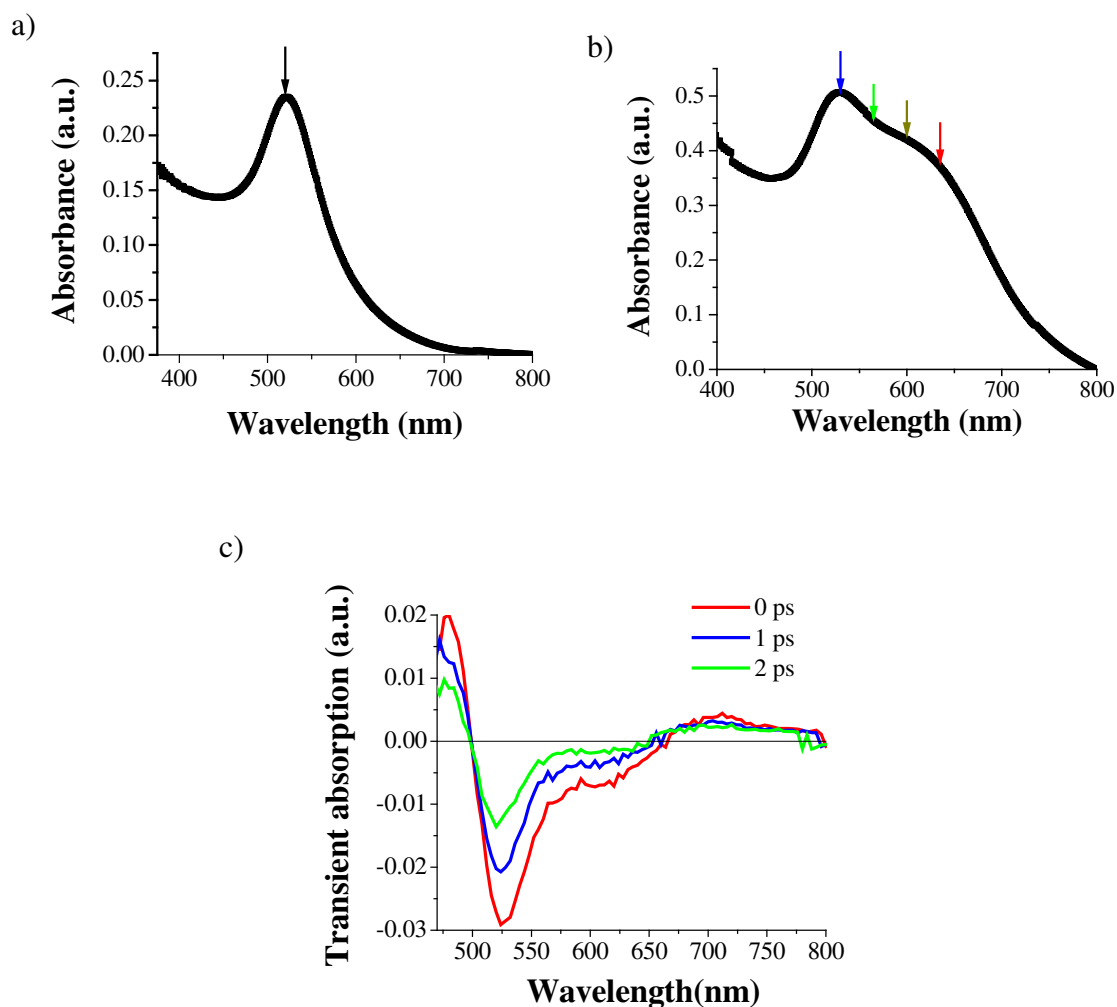 a)
Absorbance (a.u.)
0.25
0.20
0.15
0.10
0.05
0.00
400 500 600 700 800
Wavelength (nm)
b)
Absorbance (a.u.)
0.5
0.4
0.3
0.2
0.1
0.0
400 500 600 700 800
Wavelength (nm)
c)
Transient absorption (a.u.)
0.02
0.01
0.00
-0.01
-0.02
-0.03
0 ps
1 ps
2 ps
500 550 600 650 700 750 800
Wavelength(nm)